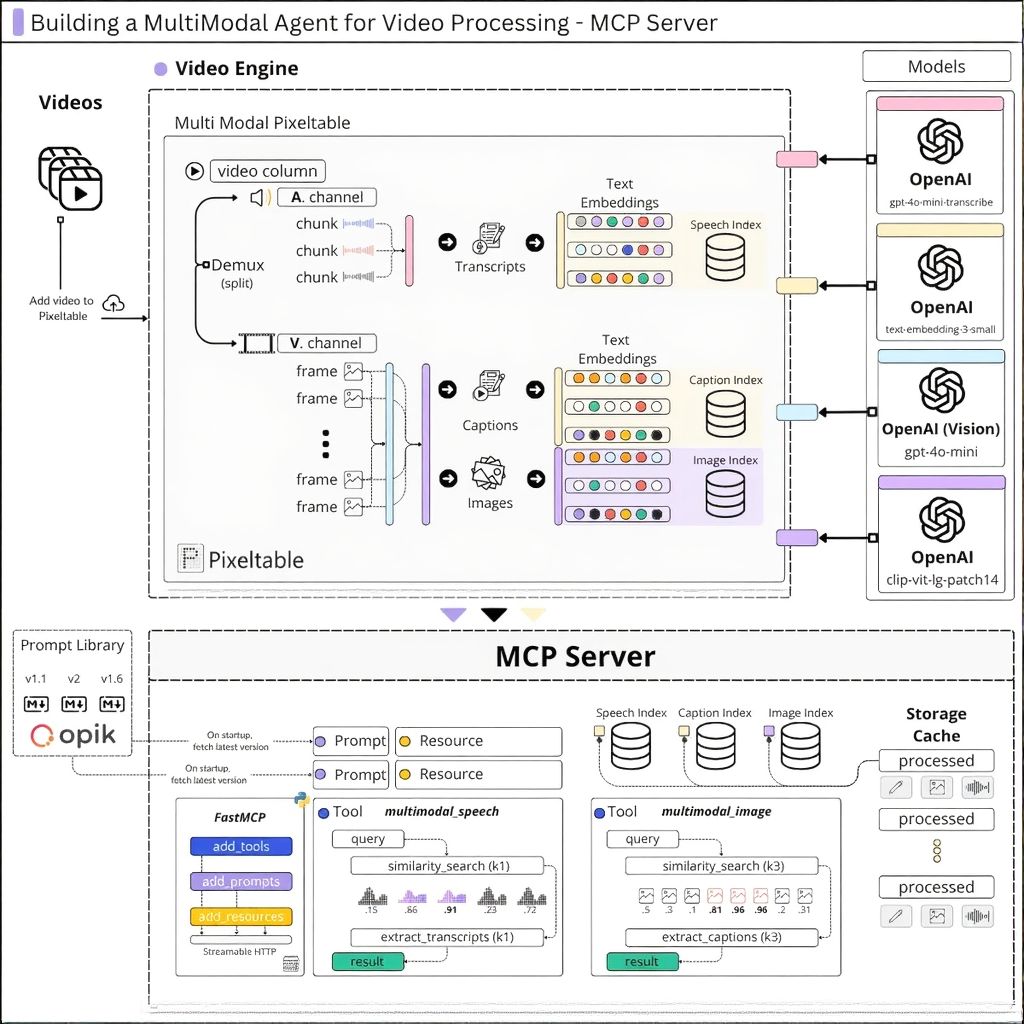 Building a MultiModal Agent for Video Processing - MCP Server
Videos
Add video to
Pixeltable
Video Engine
Multi Modal Pixeltable
video column
A. channel
chunk
chunk
chunk
Demux
(split)
Transcripts
Text
Embeddings
Speech Index
V. channel
frame
frame
frame
frame
Captions
Images
Text
Embeddings
Caption Index
Image Index
Pixeltable
Models
OpenAI
gpt-4o-mini-transcribe
OpenAI
text-embedding-3-small
OpenAI (Vision)
gpt-4o-mini
OpenAI
clip-vit-lg-patch14
Prompt Library
v1.1 v2 v1.6
M M M
opik
MCP Server
On startup,
fetch latest version
On startup,
fetch latest version
Prompt Resource
Prompt Resource
FastMCP
add_tools
add_prompts
add_resources
Streamable HTTP
Tool multimodal_speech
query
similarity_search (k1)
.15 .86 .91 .23 .72
extract_transcripts (k1)
result
Speech Index Caption Index Image Index
Tool multimodal_image
query
similarity_search (k3)
.5 .3 .1 .81 .96 .96 .2 .31
extract_captions (k3)
result
Storage
Cache
processed
processed
processed